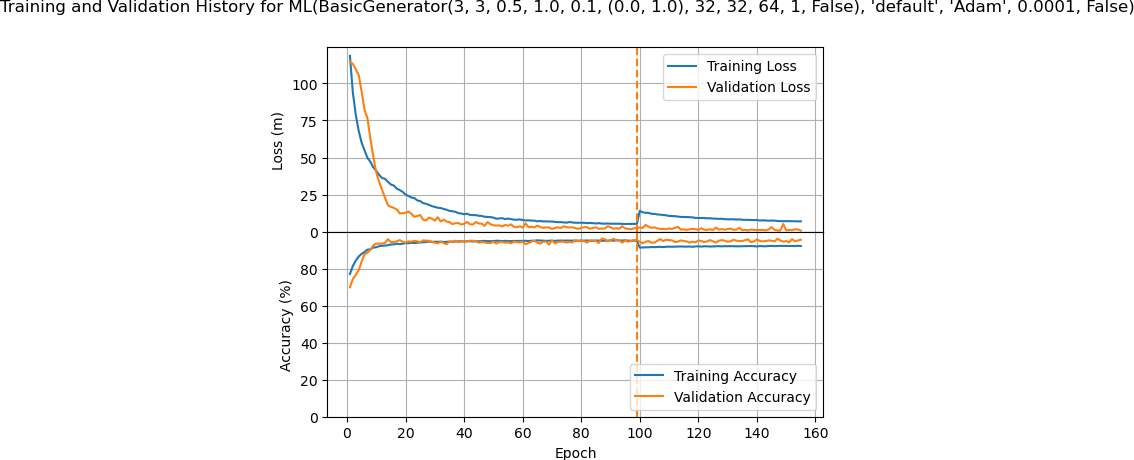 Training and Validation History for ML(BasicGenerator(3, 3, 0.5, 1.0, 0.1, (0.0, 1.0), 32, 32, 64, 1, False), 'default', 'Adam', 0.0001, False)
Loss (m)
100
75
50
25
0
Training Loss
Validation Loss
Accuracy (%)
80
60
40
20
0
Training Accuracy
Validation Accuracy
0 20 40 60 80 100 120 140 160
Epoch